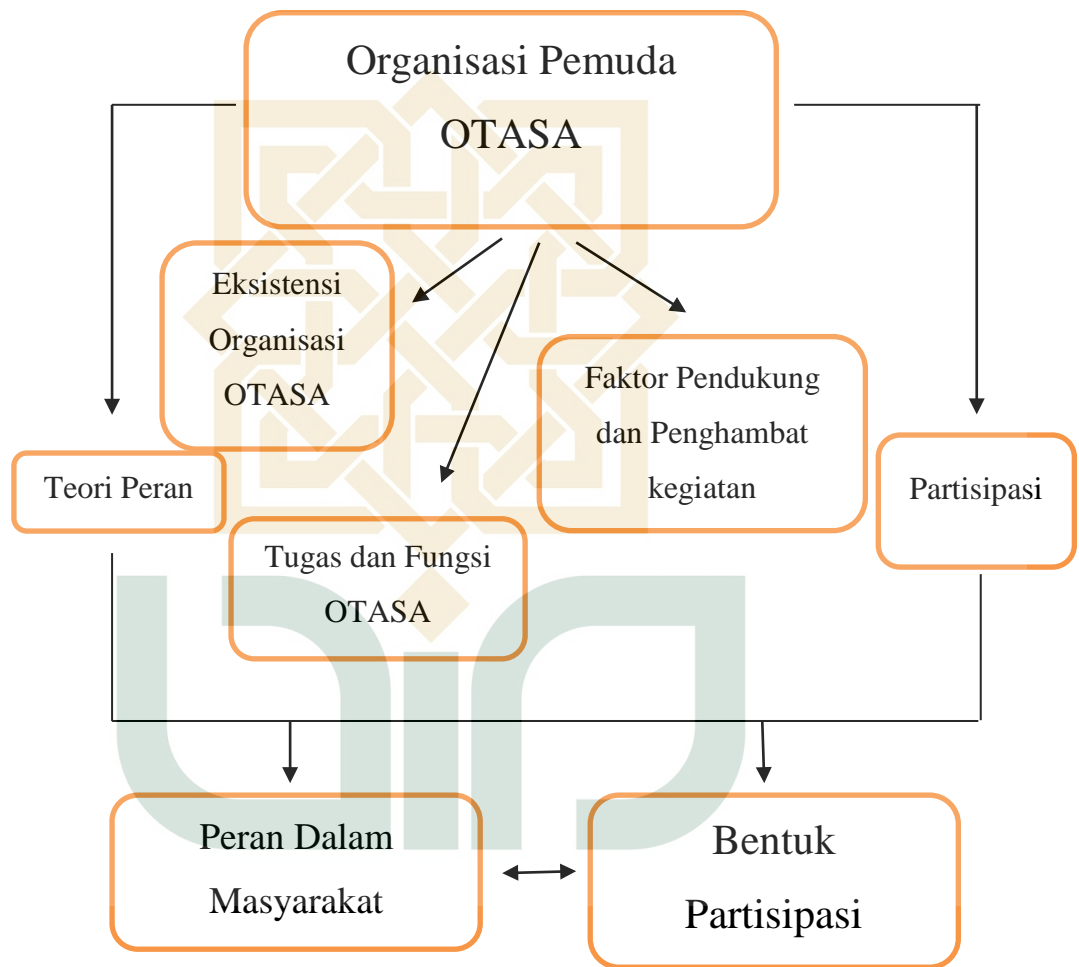 Organisasi Pemuda
OTASA
Eksistensi
Organisasi
OTASA
Faktor Pendukung
dan Penghambat
kegiatan
Teori Peran
Partisipasi
Tugas dan Fungsi
OTASA
Peran Dalam
Masyarakat
Bentuk
Partisipasi